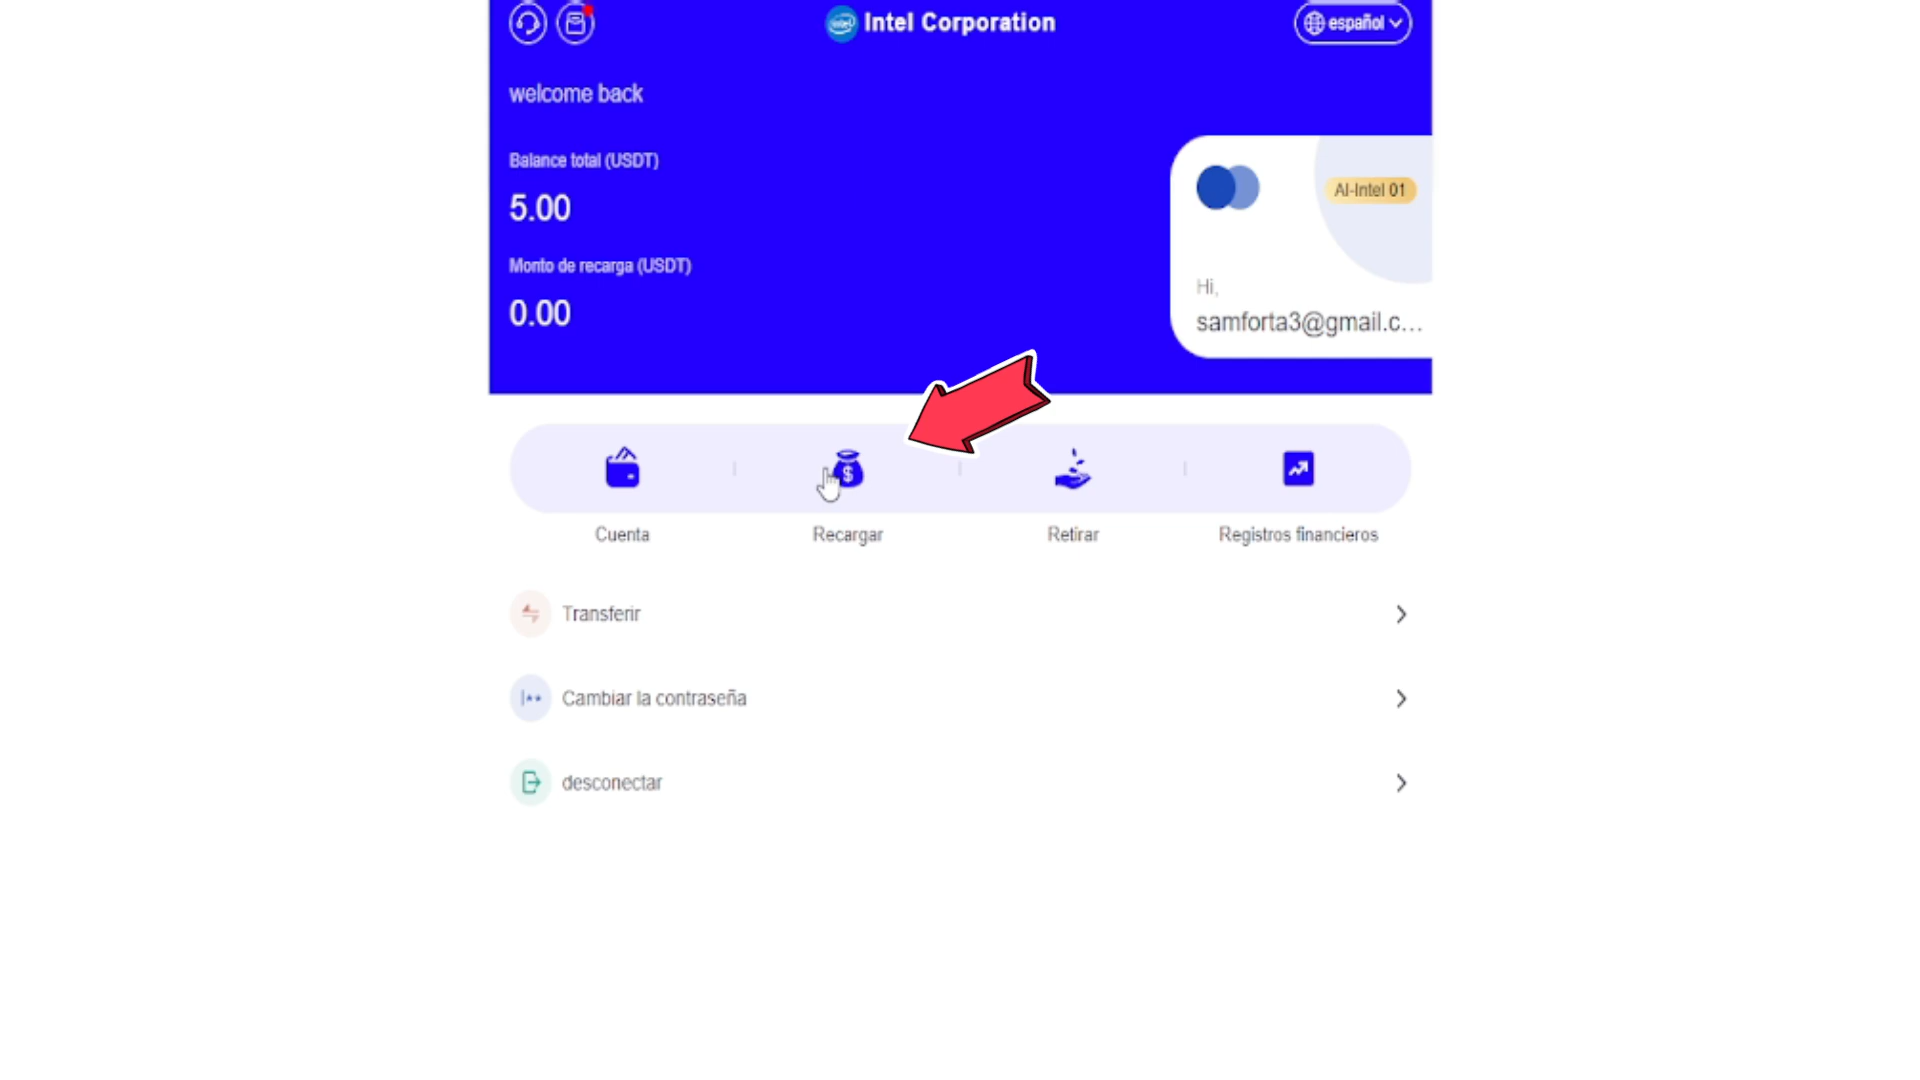 Intel Corporation
español
welcome back
Balance total (USDT)
5.00
AI-Intel 01
Monto de recarga (USDT)
0.00
Hi,
samforta3@gmail.c...
$
Cuenta
Recargar
Retirar
Registros financieros
Transferir
Cambiar la contraseña
desconectar